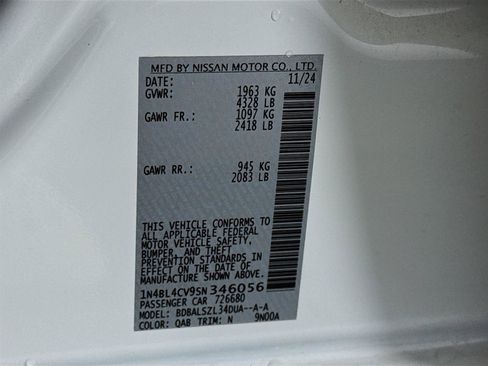 MFD BY NISSAN MOTOR CO., LTD.
DATE: 11/24
GVWR: 1963 KG
4328 LB
GAWR FR.: 1097 KG
2418 LB
GAWR RR.: 945 KG
2083 LB
THIS VEHICLE CONFORMS TO
ALL APPLICABLE FEDERAL
MOTOR VEHICLE SAFETY,
BUMPER, AND THEFT
PREVENTION STANDARDS IN
EFFECT ON THE DATE OF
MANUFACTURE SHOWN ABOVE.
1N4BL4CV9SN346056
PASSENGER CAR 726680
MODEL: BDBALSZL34DUA--A-A
COLOR: QAB TRIM: N 9N00A